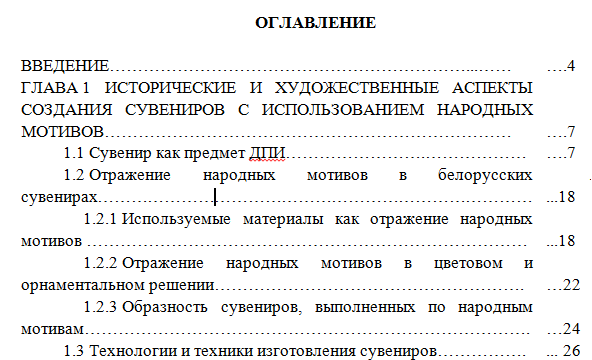 ОГЛАВЛЕНИЕ
ВВЕДЕНИЕ……………………………………………...…… ….4
ГЛАВА 1 ИСТОРИЧЕСКИЕ И ХУДОЖЕСТВЕННЫЕ АСПЕКТЫ
СОЗДАНИЯ СУВЕНИРОВ С ИСПОЛЬЗОВАНИЕМ НАРОДНЫХ
МОТИВОВ……………………………………………………… ….7
1.1 Сувенир как предмет ДПИ……………………………… ….7
1.2 Отражение народных мотивов в белорусских
сувенирах………………………………………………………… ...18
1.2.1 Используемые материалы как отражение народных
мотивов ………………………………………………………… ...18
1.2.2 Отражение народных мотивов в цветовом и
орнаментальном решении……………………………………… …22
1.2.3 Образность сувениров, выполненных по народным
мотивам………………………………………………………… …24
1.3 Технологии и техники изготовления сувениров…………… ... 26